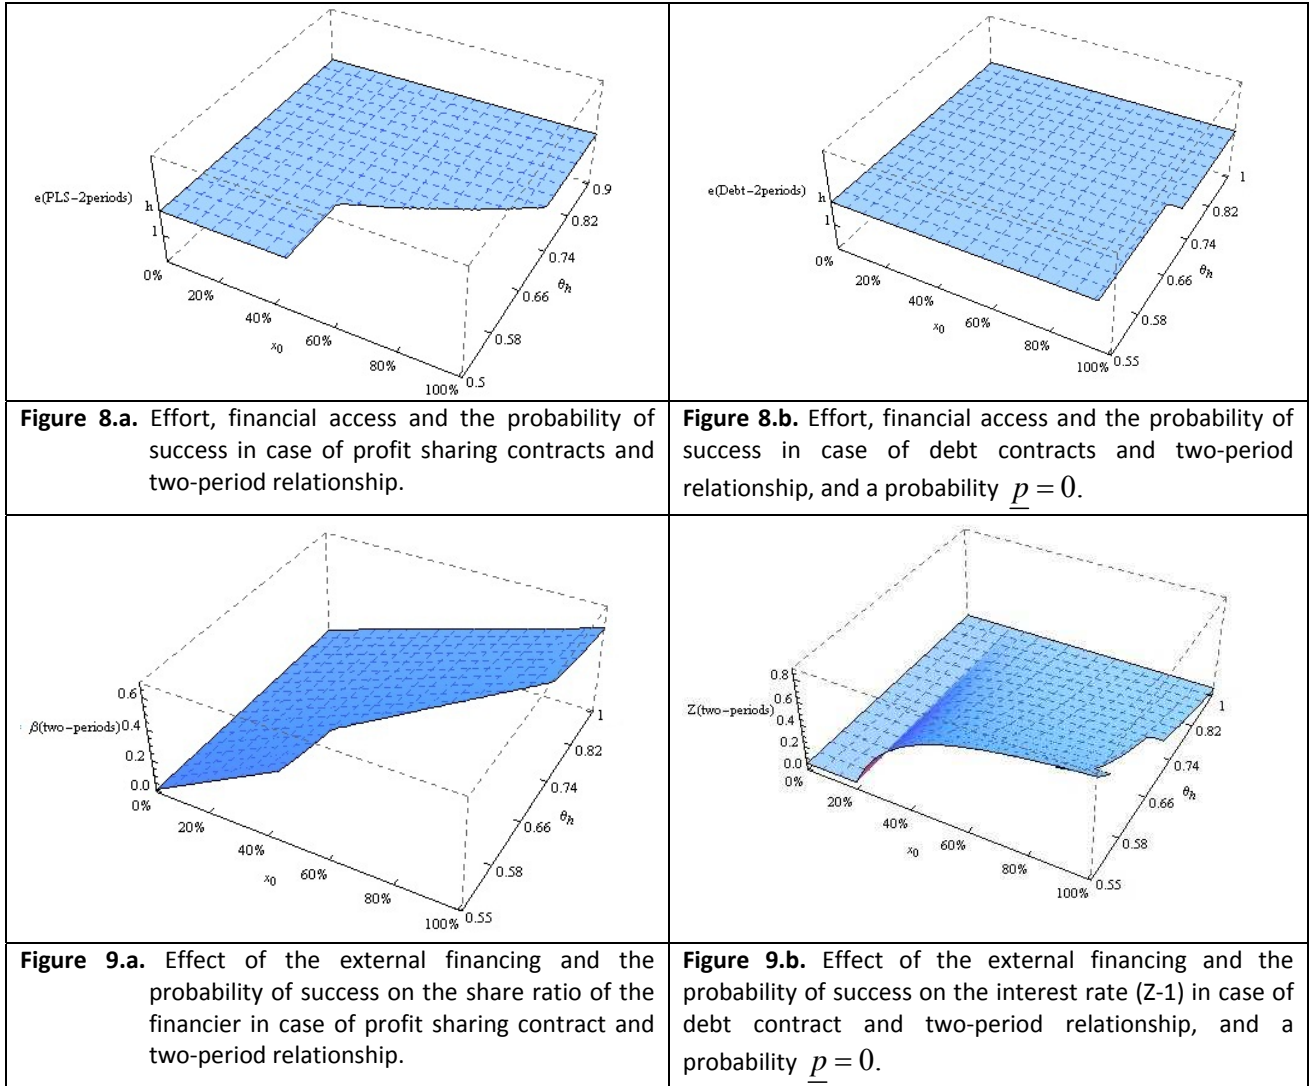 e(PLS−2periods)
h
1
0%
20%
40%
x0
60%
80%
100%
0.5
0.58
0.66
θh
0.74
0.82
0.9
e(Debt−2periods)
h
1
0%
20%
40%
x0
60%
80%
100%
0.55
0.58
0.66
θh
0.74
0.82
1
Figure 8.a. Effort, financial access and the probability of
success in case of profit sharing contracts and
two-period relationship.
Figure 8.b. Effort, financial access and the probability of
success in case of debt contracts and two-period
relationship, and a probability p = 0.
β(two−periods)
0.6
0.4
0.2
0.0
0%
20%
40%
x0
60%
80%
100%
0.55
0.58
0.66
θh
0.74
0.82
1
Z(two−periods)
0.8
0.6
0.4
0.2
0.0
0%
20%
40%
x0
60%
80%
100%
0.55
0.58
0.66
θh
0.74
0.82
1
Figure 9.a. Effect of the external financing and the
probability of success on the share ratio of the
financier in case of profit sharing contract and
two-period relationship.
Figure 9.b. Effect of the external financing and the
probability of success on the interest rate (Z-1) in case of
debt contract and two-period relationship, and a
probability p = 0.